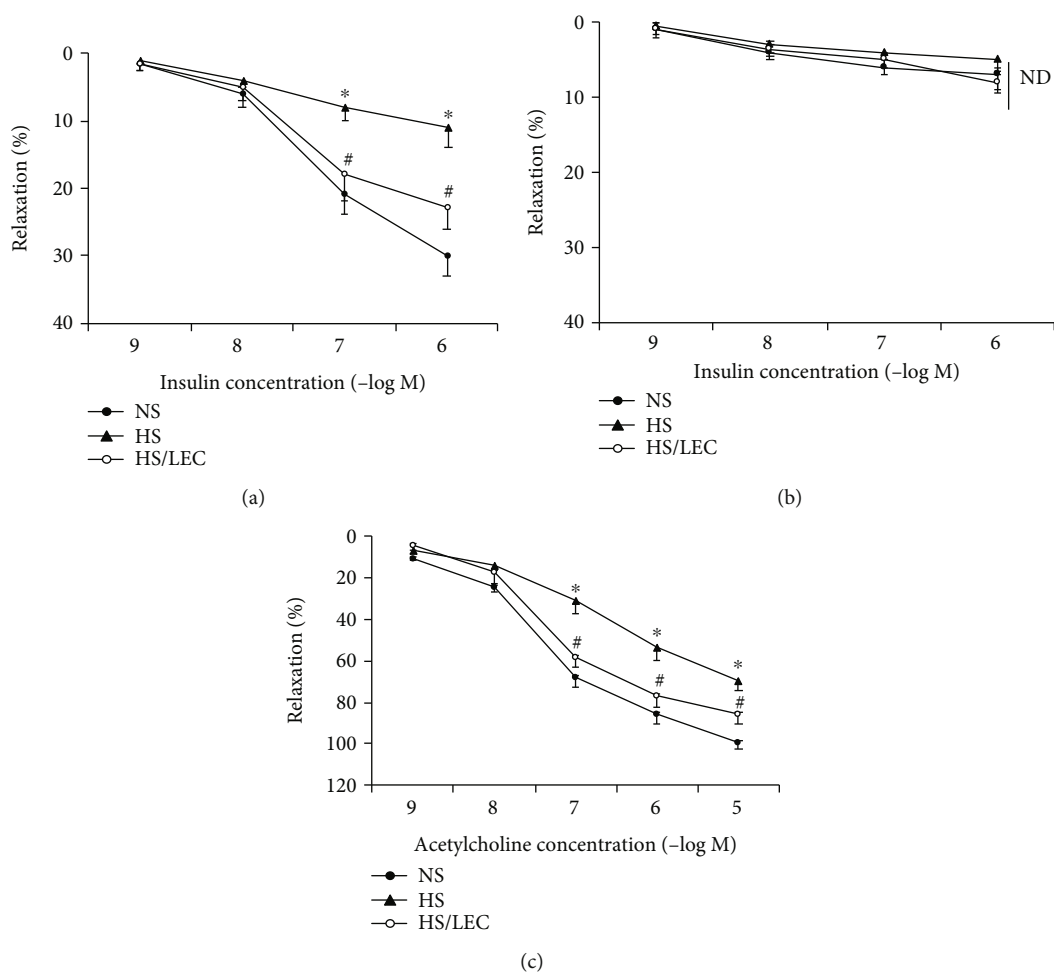 0
10
20
30
40
Relaxation (%)
*
*
#
#
9
8
7
6
Insulin concentration (–log M)
NS
HS
HS/LEC
(a)
0
10
20
30
40
Relaxation (%)
ND
9
8
7
6
Insulin concentration (–log M)
NS
HS
HS/LEC
(b)
0
20
40
60
80
100
120
Relaxation (%)
*
*
*
#
#
#
9
8
7
6
5
Acetylcholine concentration (–log M)
NS
HS
HS/LEC
(c)